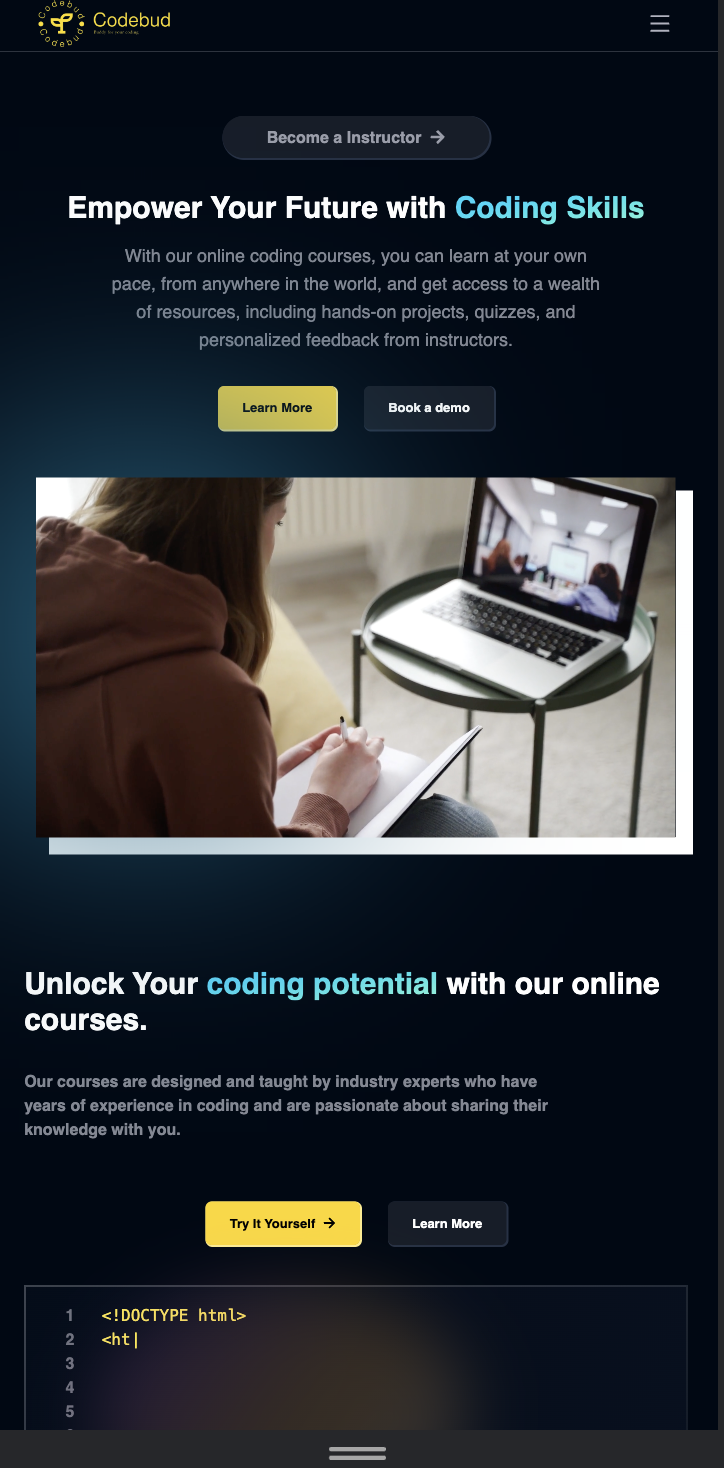 Codebud
Codebud
Codebud
Become a Instructor →
Empower Your Future with Coding Skills
With our online coding courses, you can learn at your own
pace, from anywhere in the world, and get access to a wealth
of resources, including hands-on projects, quizzes, and
personalized feedback from instructors.
Learn More
Book a demo
Unlock Your coding potential with our online
courses.
Our courses are designed and taught by industry experts who have
years of experience in coding and are passionate about sharing their
knowledge with you.
Try It Yourself →
Learn More
1 <!DOCTYPE html>
2 <ht|
3
4
5